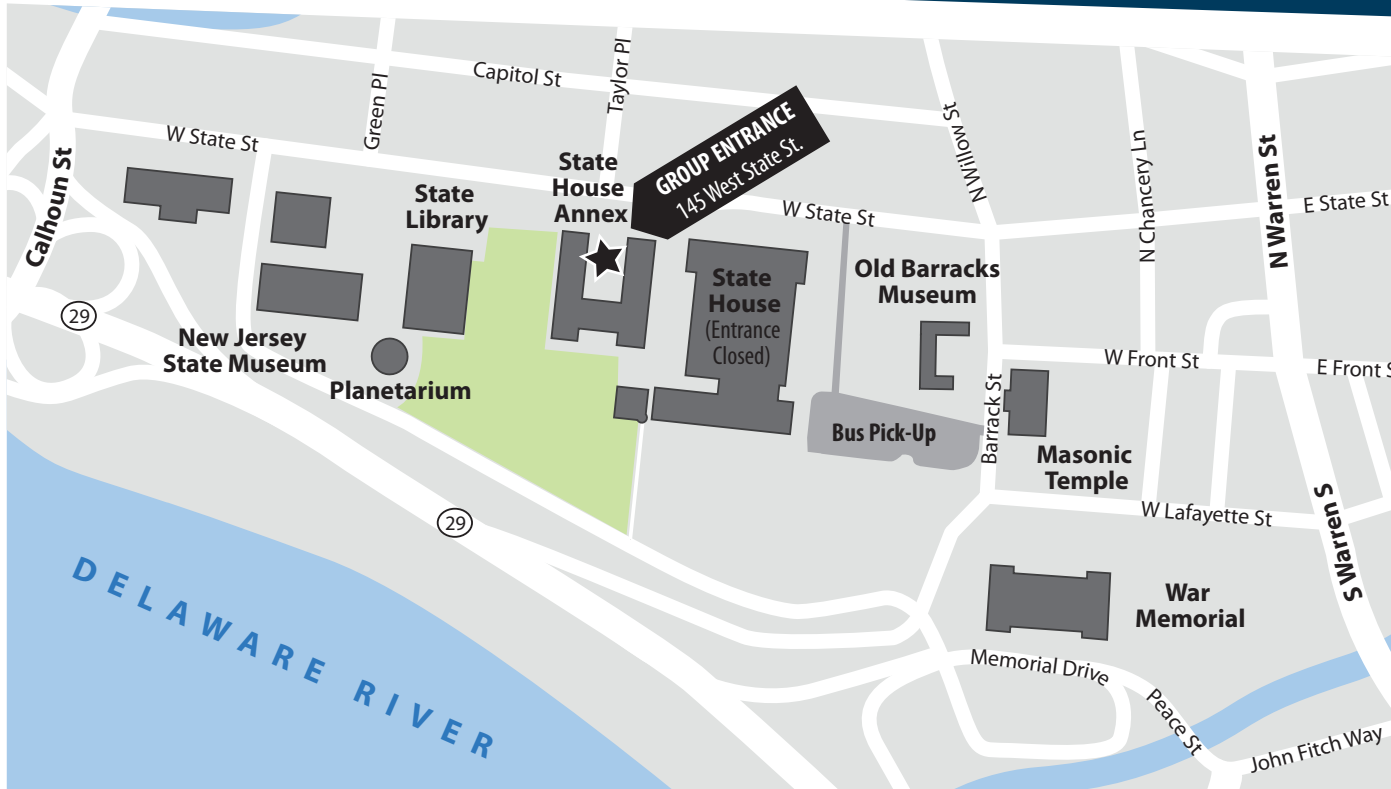 Capitol St
Green Pl
Taylor Pl
W State St
Calhoun St
State
House
Annex
GROUP ENTRANCE
145 West State St.
State
Library
W State St
N Willow St
N Chancery Ln
N Warren St
E State St
State
House
(Entrance
Closed)
Old Barracks
Museum
29
New Jersey
State Museum
Planetarium
W Front St
E Front S
Bus Pick-Up
Barrack St
Masonic
Temple
W Lafayette St
S Warren S
29
DELAWARE RIVER
War
Memorial
Memorial Drive
Peace St
John Fitch Way